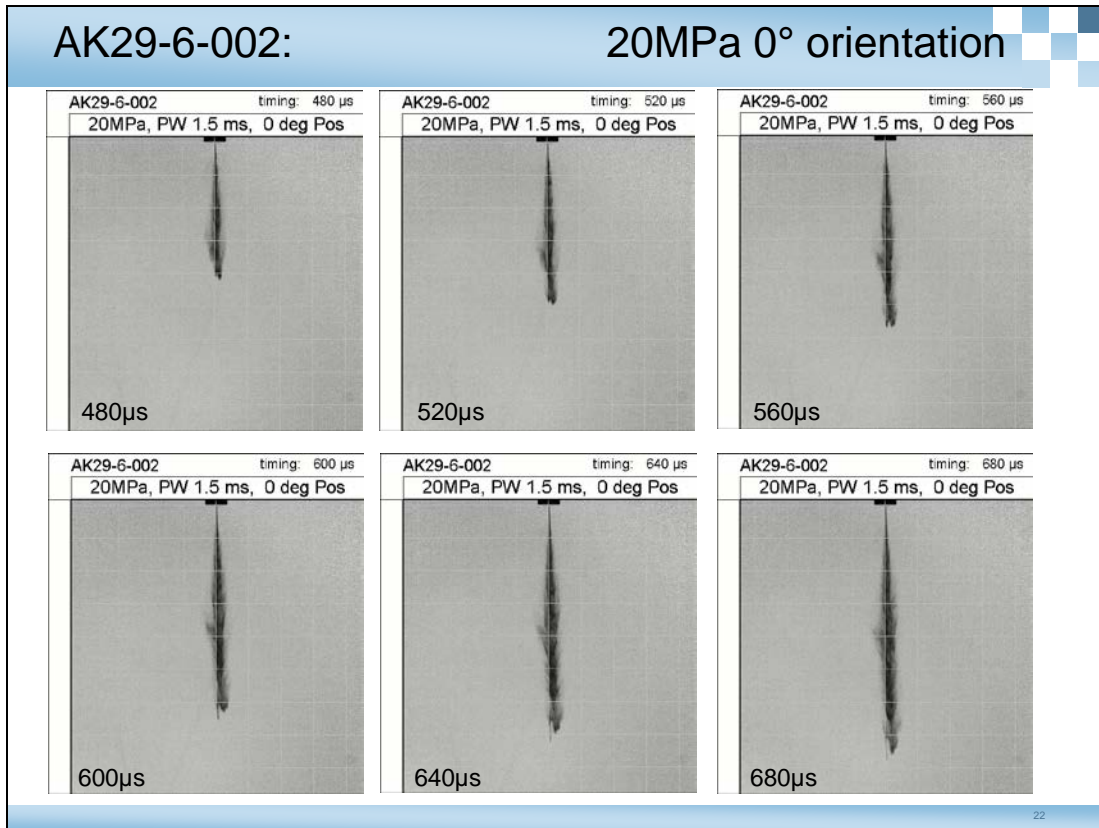 AK29-6-002: 20MPa 0° orientation
AK29-6-002 timing: 480 µs
20MPa, PW 1.5 ms, 0 deg Pos
480µs
AK29-6-002 timing: 520 µs
20MPa, PW 1.5 ms, 0 deg Pos
520µs
AK29-6-002 timing: 560 µs
20MPa, PW 1.5 ms, 0 deg Pos
560µs
AK29-6-002 timing: 600 µs
20MPa, PW 1.5 ms, 0 deg Pos
600µs
AK29-6-002 timing: 640 µs
20MPa, PW 1.5 ms, 0 deg Pos
640µs
AK29-6-002 timing: 680 µs
20MPa, PW 1.5 ms, 0 deg Pos
680µs
22